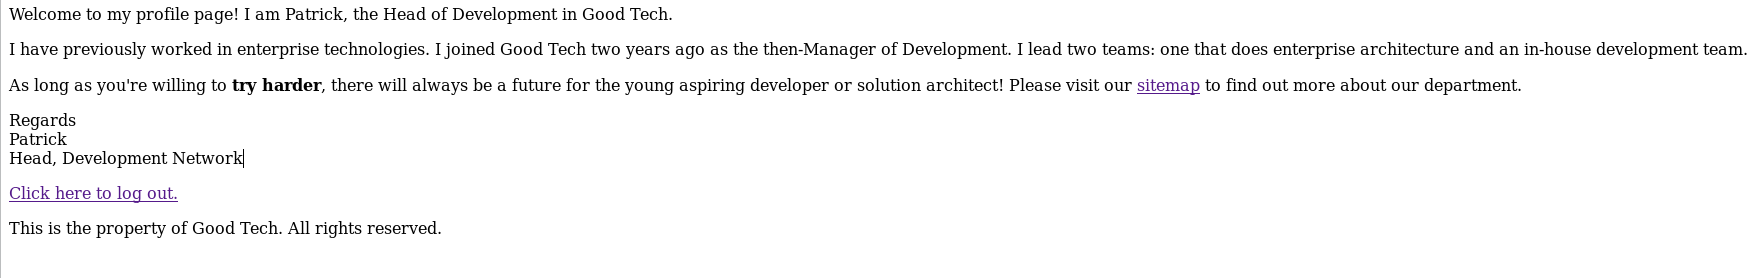 Welcome to my profile page! I am Patrick, the Head of Development in Good Tech.
I have previously worked in enterprise technologies. I joined Good Tech two years ago as the then-Manager of Development. I lead two teams: one that does enterprise architecture and an in-house development team.
As long as you're willing to try harder, there will always be a future for the young aspiring developer or solution architect! Please visit our sitemap to find out more about our department.
Regards
Patrick
Head, Development Network
Click here to log out.
This is the property of Good Tech. All rights reserved.